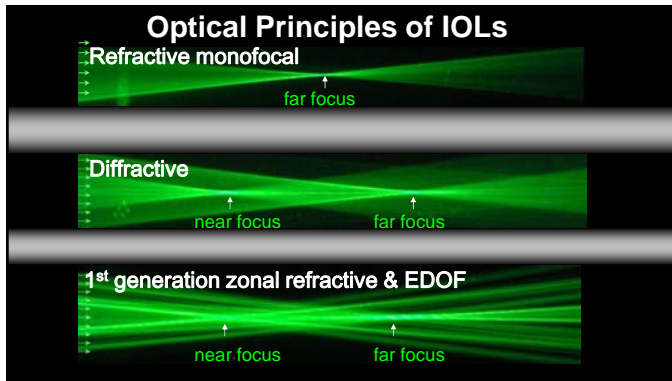 Optical Principles of IOLs
Refractive monofocal
far focus
Diffractive
near focus far focus
1st generation zonal refractive & EDOF
near focus far focus